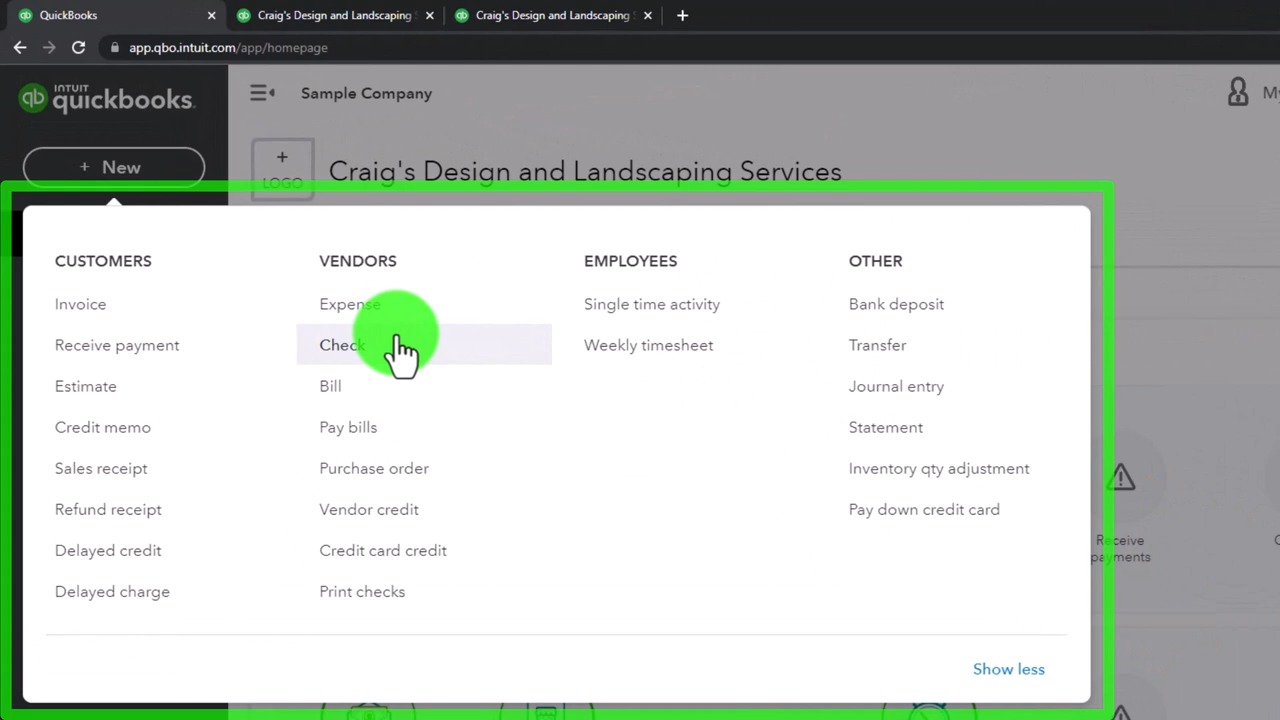 QuickBooks
Craig's Design and Landscaping
Craig's Design and Landscaping S
app.qbo.intuit.com/app/homepage
INTUIT
quickbooks.
Sample Company
My
+ New
+
LOGO
Craig's Design and Landscaping Services
CUSTOMERS
Invoice
Receive payment
Estimate
Credit memo
Sales receipt
Refund receipt
Delayed credit
Delayed charge
VENDORS
Expense
Check
Bill
Pay bills
Purchase order
Vendor credit
Credit card credit
Print checks
EMPLOYEES
Single time activity
Weekly timesheet
OTHER
Bank deposit
Transfer
Journal entry
Statement
Inventory qty adjustment
Pay down credit card
Show less
Receive
payments